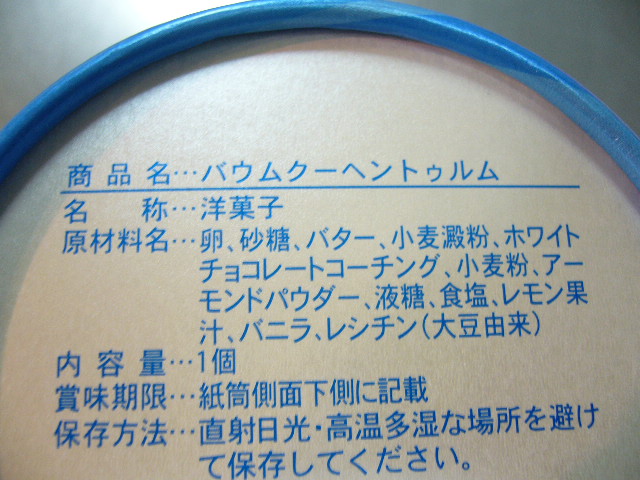 商品名…バウムクーヘントゥルム
名称…洋菓子
原材料名…卵、砂糖、バター、小麦澱粉、ホワイト
チョコレートコーチング、小麦粉、アー
モンドパウダー、液糖、食塩、レモン果
汁、バニラ、レシチン(大豆由来)
内容量…1個
賞味期限…紙筒側面下側に記載
保存方法…直射日光・高温多湿な場所を避け
て保存してください。